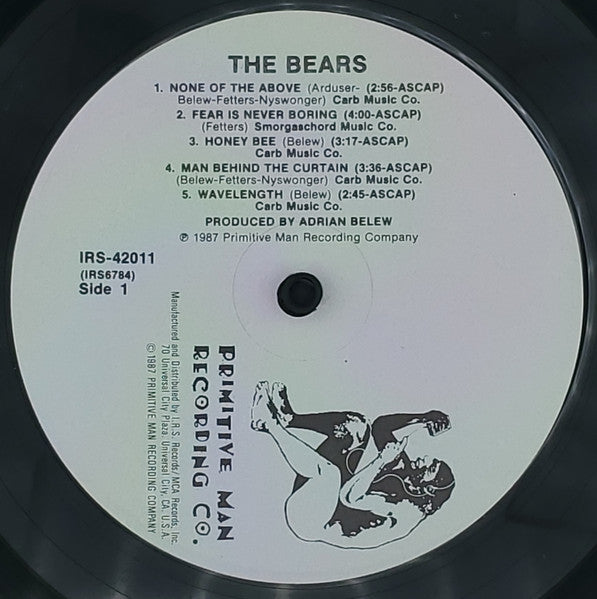 THE BEARS
1. NONE OF THE ABOVE (Arduser- (2:56-ASCAP)
Belew-Fetters-Nyswonger) Carb Music Co.
2. FEAR IS NEVER BORING (4:00-ASCAP)
(Fetters) Smorgaschord Music Co.
3. HONEY BEE (Belew) (3:17-ASCAP)
Carb Music Co.
4. MAN BEHIND THE CURTAIN (3:36-ASCAP)
(Belew-Fetters-Nyswonger) Carb Music Co.
5. WAVELENGTH (Belew) (2:45-ASCAP)
Carb Music Co.
PRODUCED BY ADRIAN BELEW
℗ 1987 Primitive Man Recording Company
IRS-42011
(IRS6784)
Side 1
PRIMITIVE MAN
RECORDING CO.
Manufactured and Distributed by I.R.S. Records/MCA Records, Inc.
70 Universal City Plaza, Universal City, CA. U.S.A.
© 1987 PRIMITIVE MAN RECORDING COMPANY